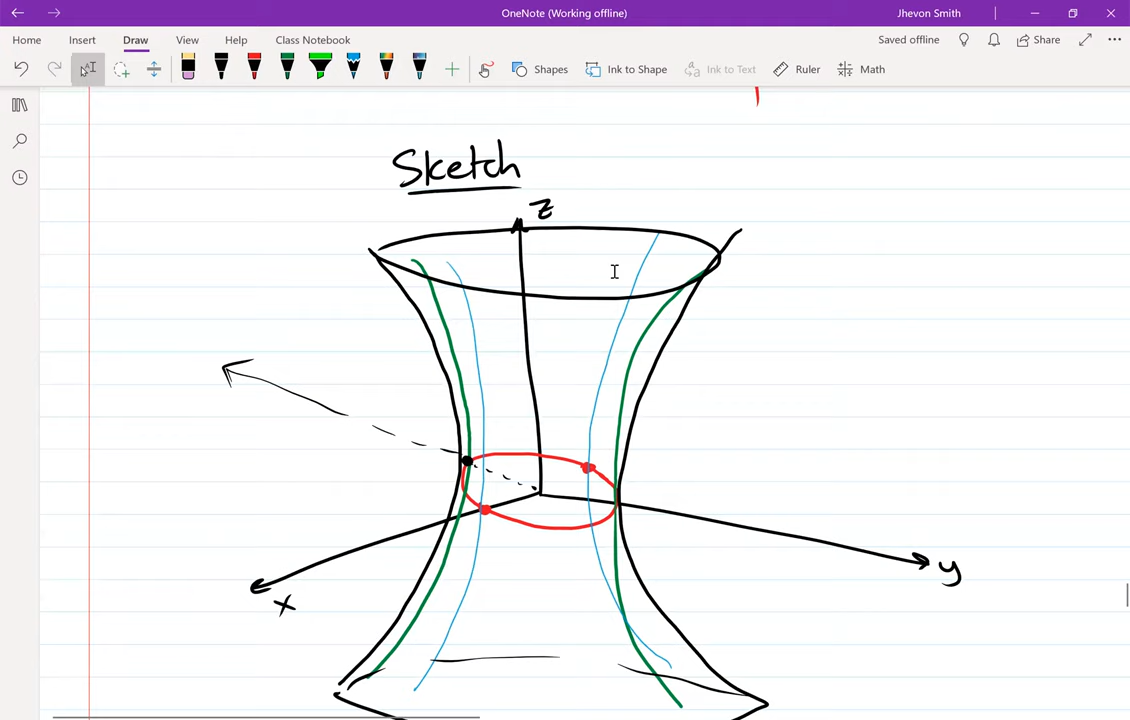 OneNote (Working offline)
Jhevon Smith
Home Insert Draw View Help Class Notebook
Saved offline
Share
Shapes
Ink to Shape
Ink to Text
Ruler
Math
Sketch
z
y
x